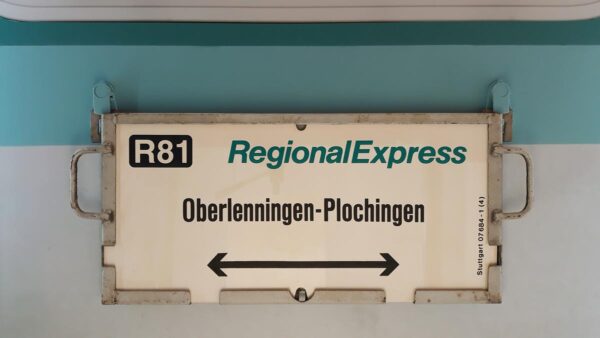 R81 RegionalExpress
Oberlenningen-Plochingen
Stuttgart 07684-1 (4)